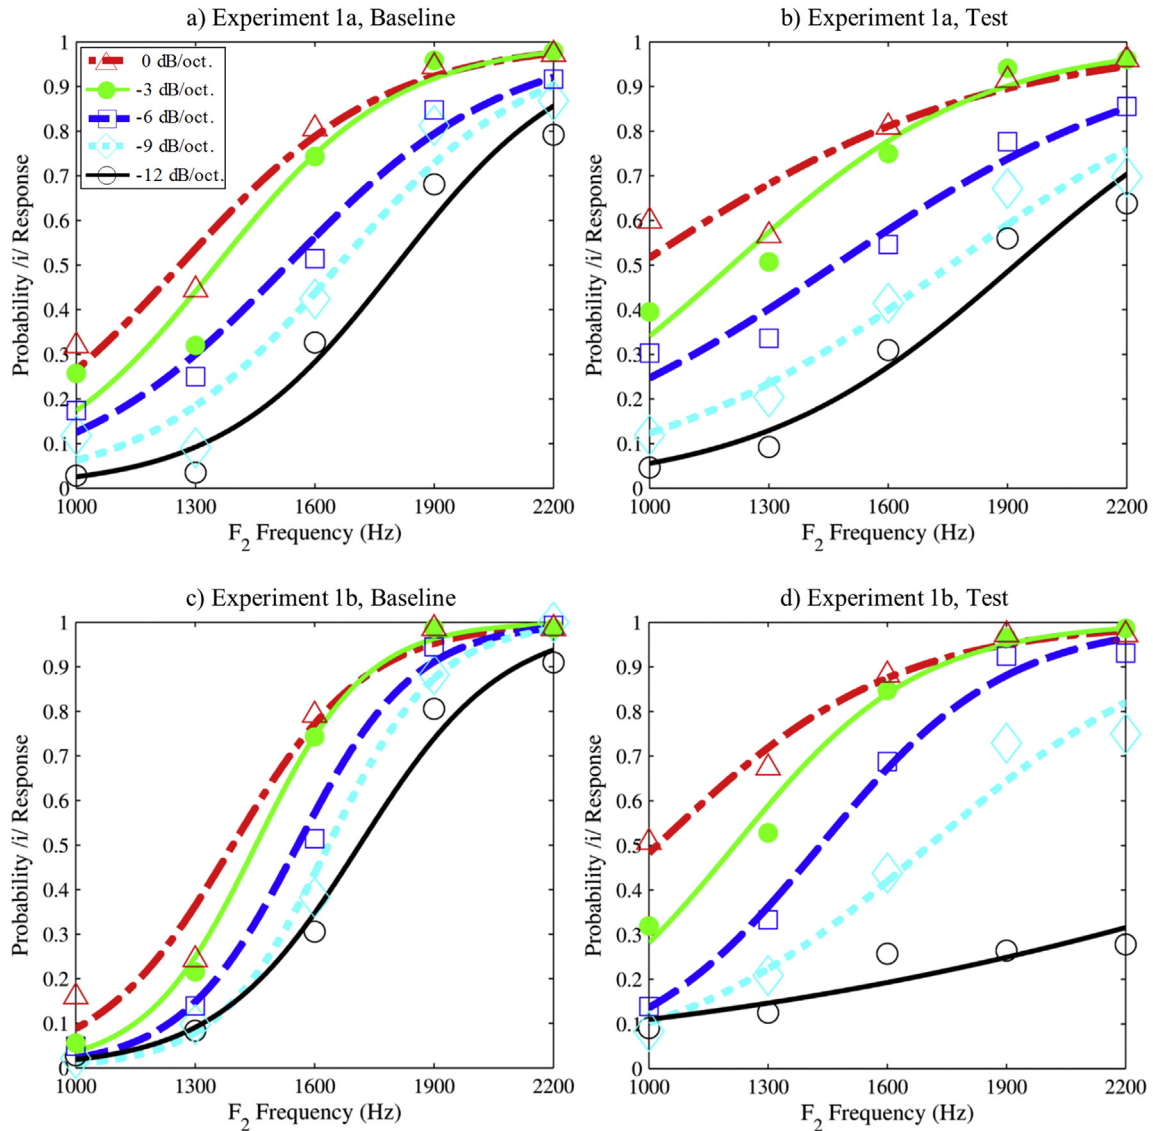 a) Experiment 1a, Baseline
1
0.9
0.8
0.7
0.6
0.5
0.4
0.3
0.2
0.1
0
Probability /i/ Response
0 dB/oct.
-3 dB/oct.
-6 dB/oct.
-9 dB/oct.
-12 dB/oct.
1000 1300 1600 1900 2200
F2 Frequency (Hz)
b) Experiment 1a, Test
1
0.9
0.8
0.7
0.6
0.5
0.4
0.3
0.2
0.1
0
Probability /i/ Response
1000 1300 1600 1900 2200
F2 Frequency (Hz)
c) Experiment 1b, Baseline
1
0.9
0.8
0.7
0.6
0.5
0.4
0.3
0.2
0.1
0
Probability /i/ Response
1000 1300 1600 1900 2200
F2 Frequency (Hz)
d) Experiment 1b, Test
1
0.9
0.8
0.7
0.6
0.5
0.4
0.3
0.2
0.1
0
Probability /i/ Response
1000 1300 1600 1900 2200
F2 Frequency (Hz)